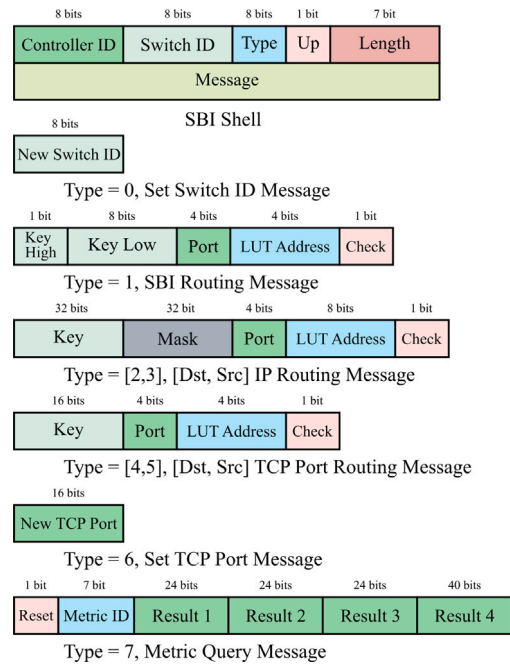 8 bits 8 bits 8 bits 1 bit 7 bit
Controller ID Switch ID Type Up Length
Message
SBI Shell
8 bits
New Switch ID
Type = 0, Set Switch ID Message
1 bit 8 bits 4 bits 4 bits 1 bit
Key High Key Low Port LUT Address Check
Type = 1, SBI Routing Message
32 bits 32 bit 4 bits 8 bits 1 bit
Key Mask Port LUT Address Check
Type = [2,3], [Dst, Src] IP Routing Message
16 bits 4 bits 4 bits 1 bit
Key Port LUT Address Check
Type = [4,5], [Dst, Src] TCP Port Routing Message
16 bits
New TCP Port
Type = 6, Set TCP Port Message
1 bit 7 bit 24 bits 24 bits 24 bits 40 bits
Reset Metric ID Result 1 Result 2 Result 3 Result 4
Type = 7, Metric Query Message